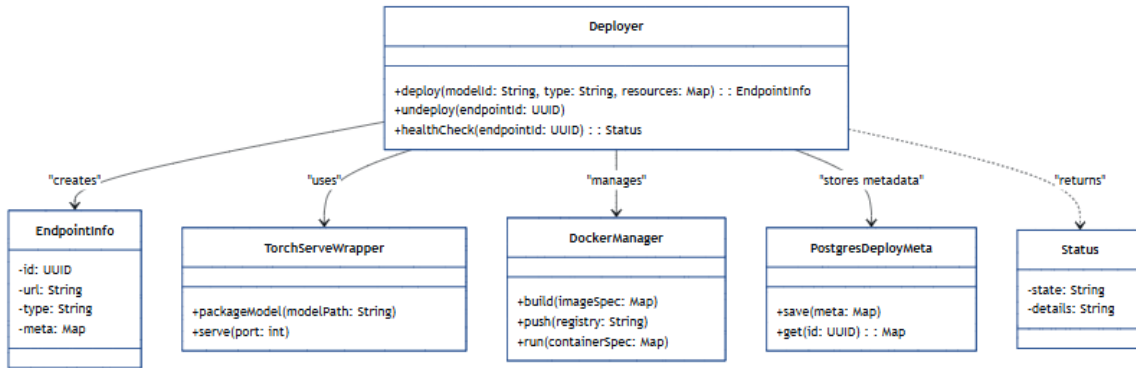 Deployer
+deploy(modelId: String, type: String, resources: Map) : : EndpointInfo
+undeploy(endpointId: UUID)
+healthCheck(endpointId: UUID) : : Status
"creates"
"uses"
"manages"
"stores metadata"
"returns"
EndpointInfo
-id: UUID
-url: String
-type: String
-meta: Map
TorchServeWrapper
+packageModel(modelPath: String)
+serve(port: int)
DockerManager
+build(imageSpec: Map)
+push(registry: String)
+run(containerSpec: Map)
PostgresDeployMeta
+save(meta: Map)
+get(id: UUID) : : Map
Status
-state: String
-details: String